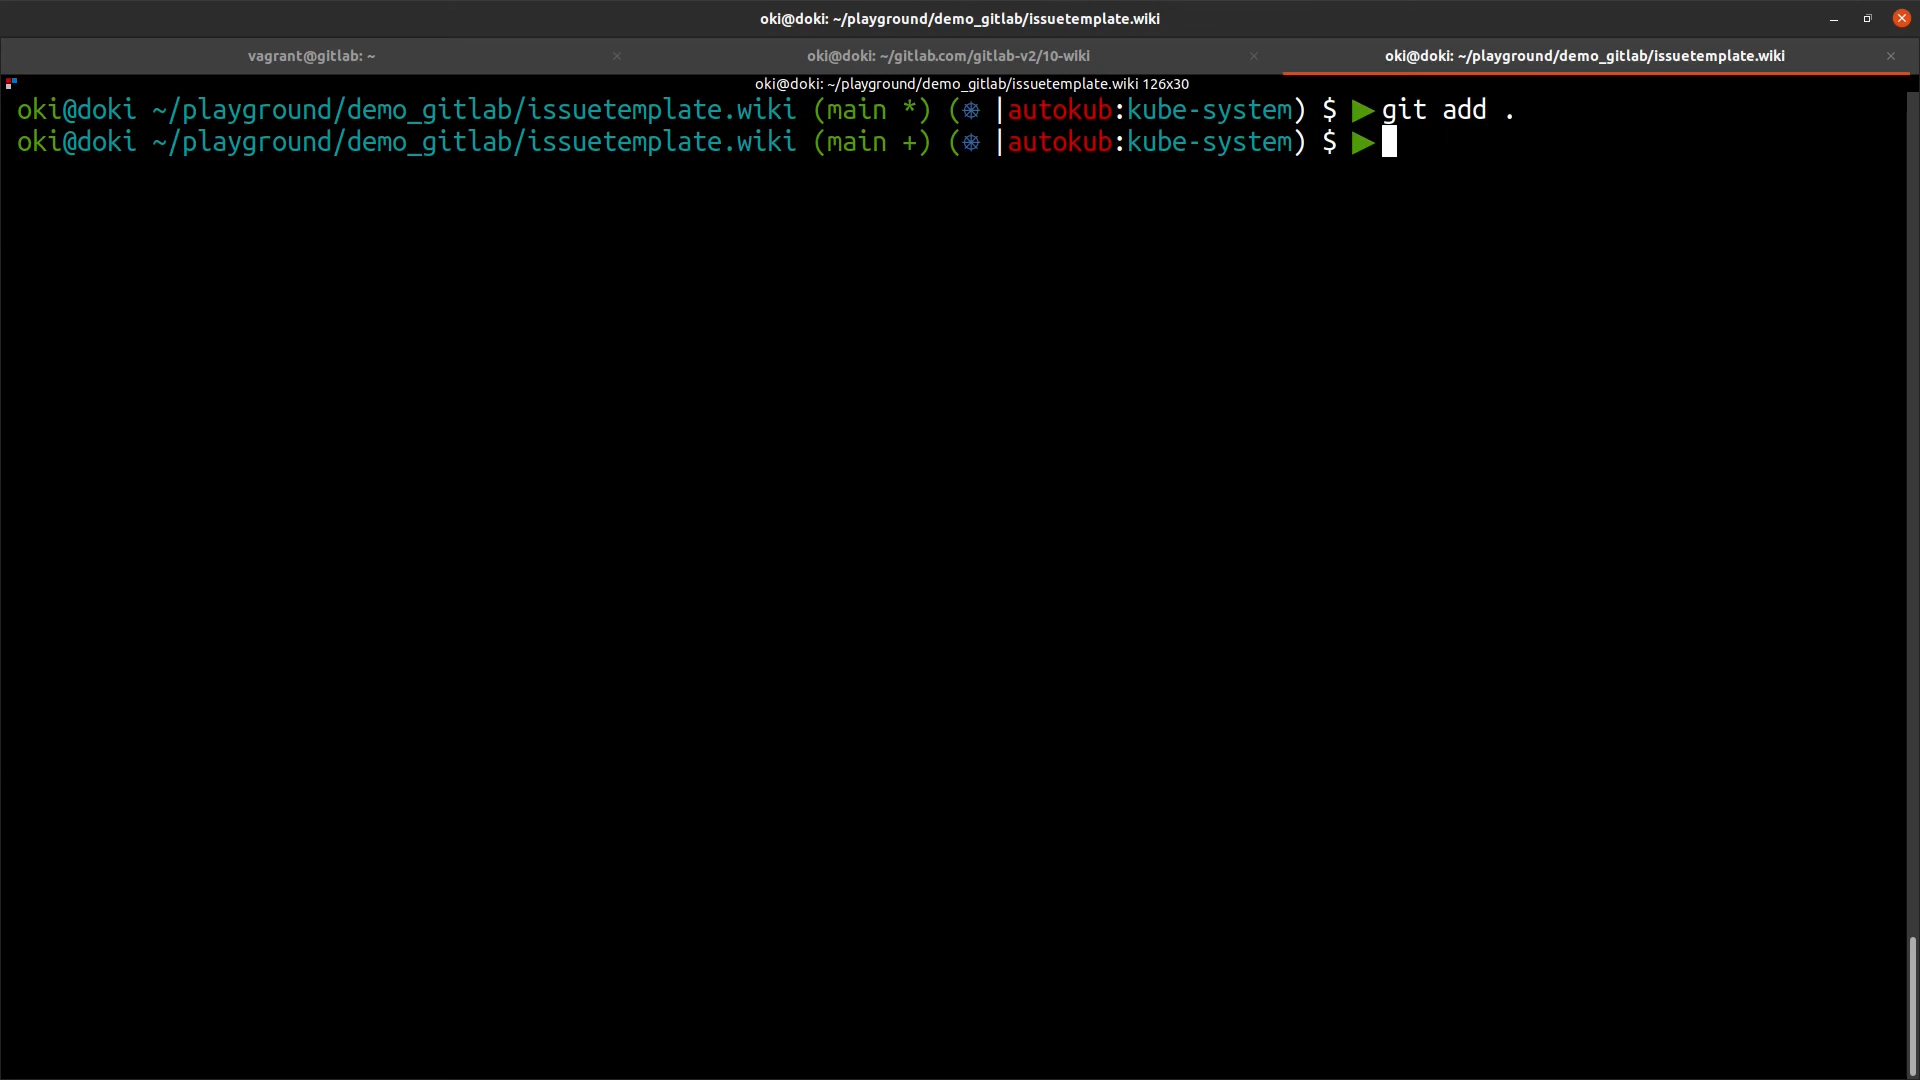 oki@doki: ~/playground/demo_gitlab/issuetemplate.wiki
vagrant@gitlab: ~
oki@doki: ~/gitlab.com/gitlab-v2/10-wiki
oki@doki: ~/playground/demo_gitlab/issuetemplate.wiki
oki@doki: ~/playground/demo_gitlab/issuetemplate.wiki 126x30
oki@doki ~/playground/demo_gitlab/issuetemplate.wiki (main *) (⎈ |autokub:kube-system) $ ▶git add .
oki@doki ~/playground/demo_gitlab/issuetemplate.wiki (main +) (⎈ |autokub:kube-system) $ ▶